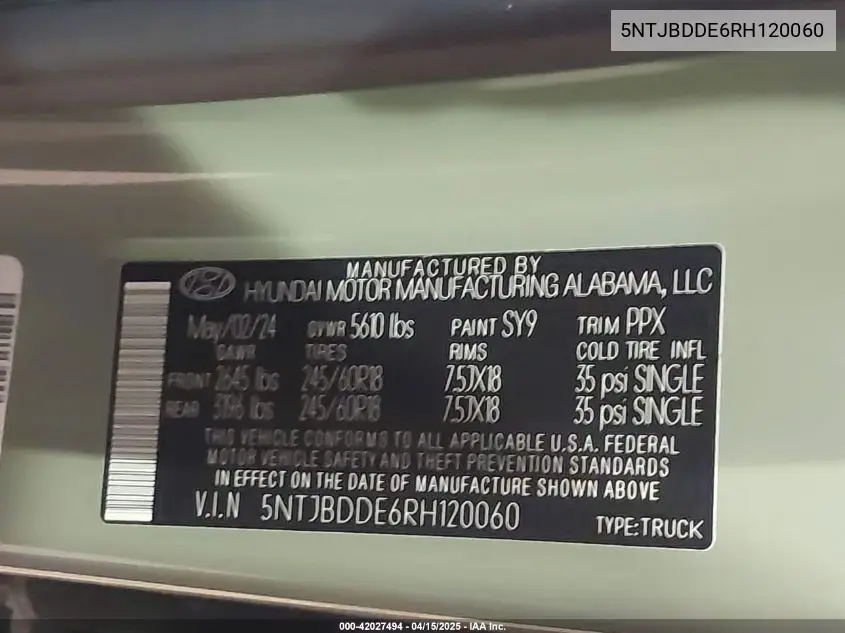 5NTJBDDE6RH120060
MANUFACTURED BY
HYUNDAI MOTOR MANUFACTURING ALABAMA, LLC
May/02/24 GVWR 5610 lbs PAINT SY9 TRIM PPX
GAWR TIRES RIMS COLD TIRE INFL
FRONT 2645 lbs 245/60R18 7.5JX18 35 psi SINGLE
REAR 3196 lbs 245/60R18 7.5JX18 35 psi SINGLE
THIS VEHICLE CONFORMS TO ALL APPLICABLE U.S.A. FEDERAL
MOTOR VEHICLE SAFETY AND THEFT PREVENTION STANDARDS
IN EFFECT ON THE DATE OF MANUFACTURE SHOWN ABOVE
V.I.N 5NTJBDDE6RH120060 TYPE:TRUCK
000-42027494 - 04/15/2025 - IAA Inc.